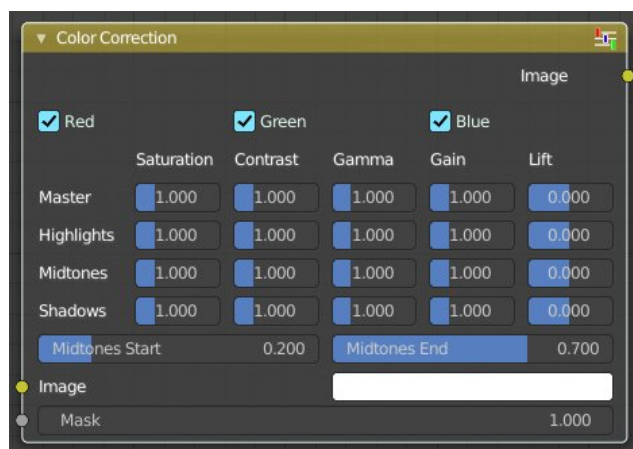 Color Correction
Image
Red Green Blue
Saturation Contrast Gamma Gain Lift
Master 1.000 1.000 1.000 1.000 0.000
Highlights 1.000 1.000 1.000 1.000 0.000
Midtones 1.000 1.000 1.000 1.000 0.000
Shadows 1.000 1.000 1.000 1.000 0.000
Midtones Start 0.200 Midtones End 0.700
Image
Mask 1.000